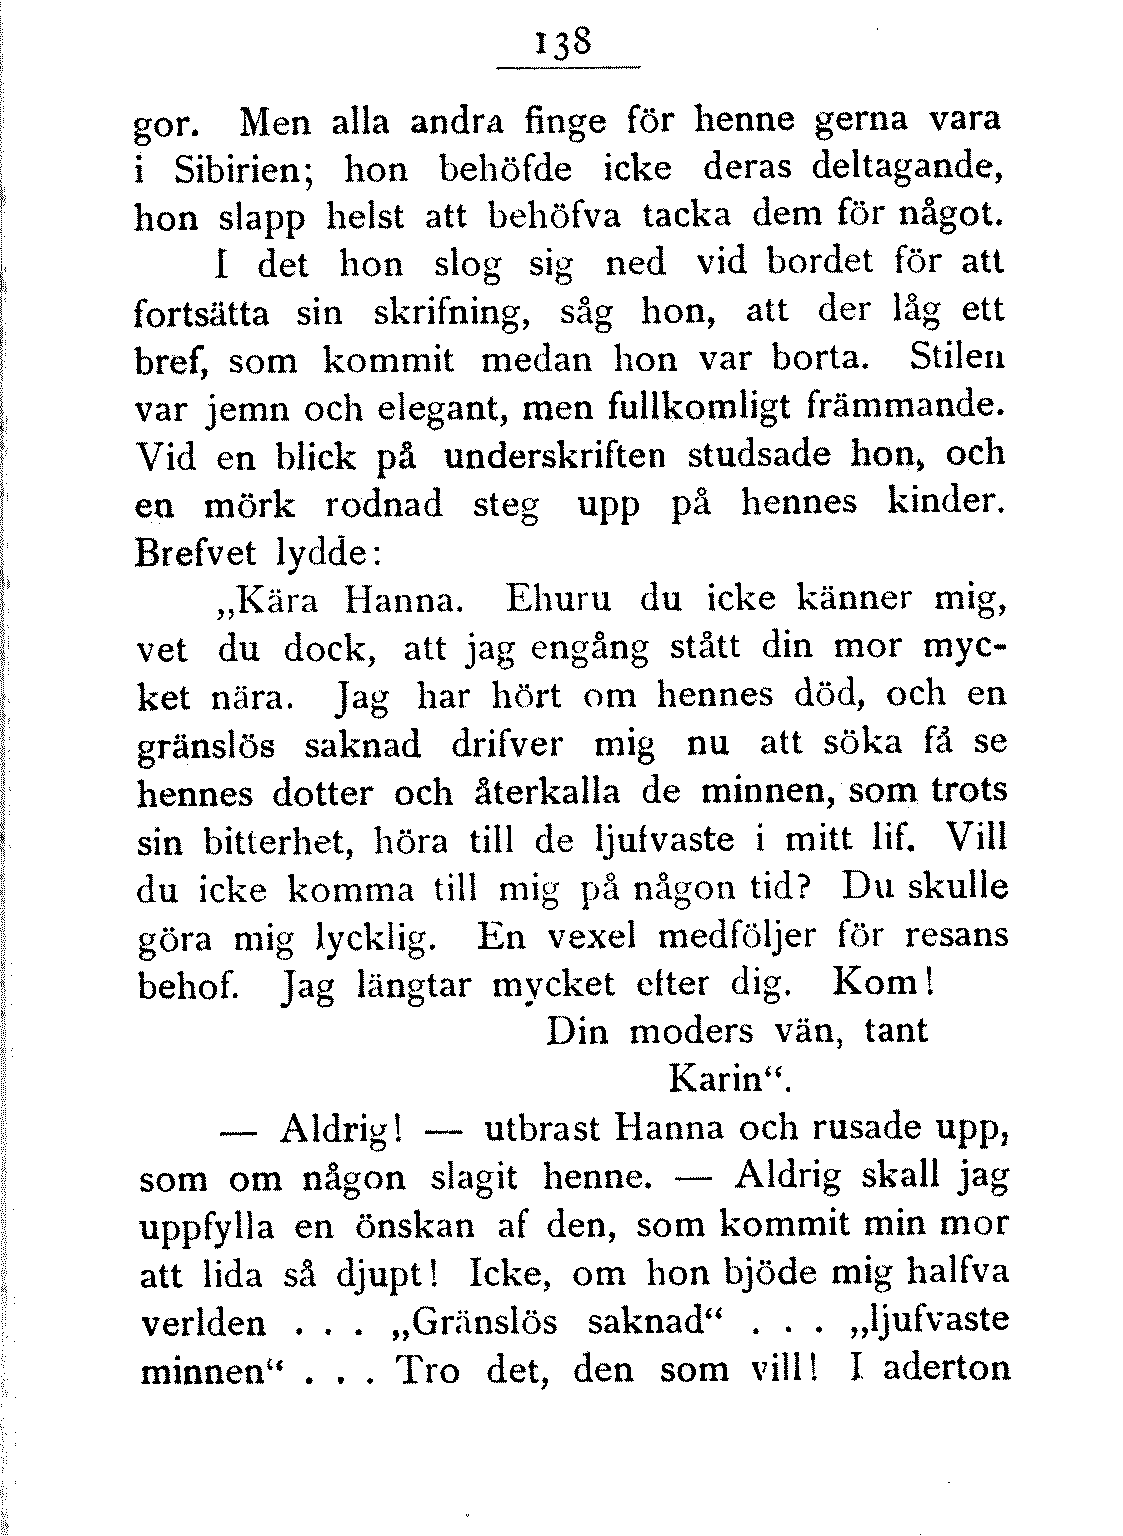 138
gor. Men alla andra finge för henne gerna vara
i Sibirien; hon behöfde icke deras deltagande,
hon slapp helst att behöfva tacka dem för något.
I det hon slog sig ned vid bordet för att
fortsätta sin skrifning, såg hon, att der låg ett
bref, som kommit medan hon var borta. Stilen
var jemn och elegant, men fullkomligt främmande.
Vid en blick på underskriften studsade hon, och
en mörk rodnad steg upp på hennes kinder.
Brefvet lydde:
„Kära Hanna. Ehuru du icke känner mig,
vet du dock, att jag engång stått din mor myc-
ket nära. Jag har hört om hennes död, och en
gränslös saknad drifver mig nu att söka få se
hennes dotter och återkalla de minnen, som trots
sin bitterhet, höra till de ljufvaste i mitt lif. Vill
du icke komma till mig på någon tid? Du skulle
göra mig lycklig. En vexel medföljer för resans
behof. Jag längtar mycket efter dig. Kom!
Din moders vän, tant
Karin“.
— Aldrig! — utbrast Hanna och rusade upp,
som om någon slagit henne. — Aldrig skall jag
uppfylla en önskan af den, som kommit min mor
att lida så djupt! Icke, om hon bjöde mig halfva
verlden . . . „Gränslös saknad“ . . . „ljufvaste
minnen“ . . . Tro det, den som vill! I aderton